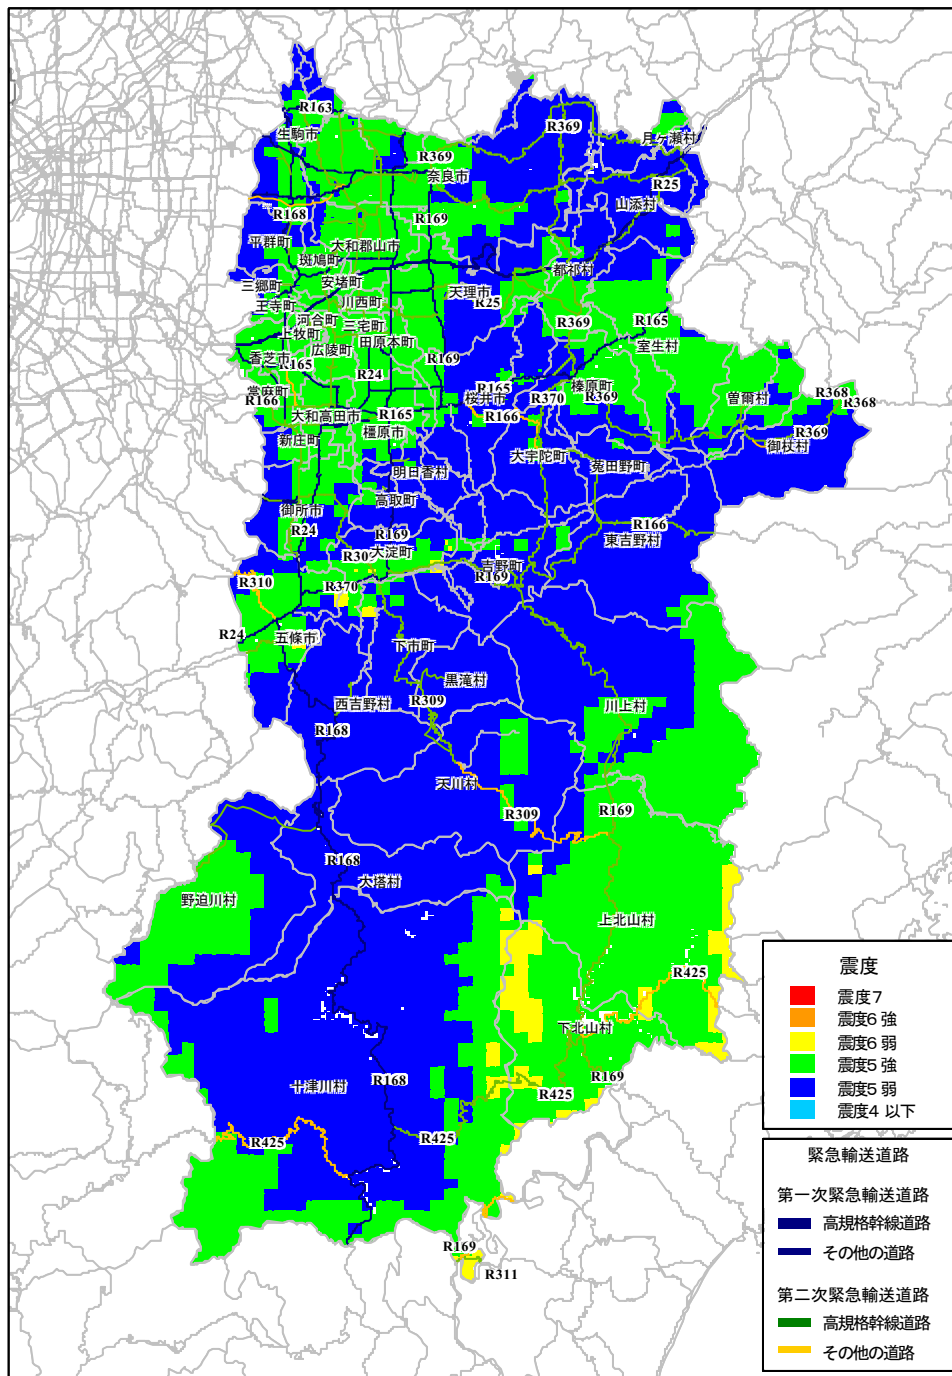 R163
生駒市
R369
月ヶ瀬村
R369
奈良市
R25
山添村
R168
R169
平群町
大和郡山市
斑鳩町
都祁村
三郷町
安堵町
天理市
王寺町
川西町
R25
河合町
三宅町
R369
R165
上牧町
田原本町
室生村
広陵町
香芝市
R169
R165
R24
当麻町
R165
榛原町
R368
R166
桜井市
R370
R369
曽爾村
R368
大和高田市
R165
R166
新庄町
橿原市
R369
御杖村
大宇陀町
菟田野町
明日香村
高取町
御所市
R166
R24
R169
東吉野村
R309
大淀町
吉野町
R169
R310
R370
R24
五條市
下市町
黒滝村
西吉野村
R309
川上村
R168
天川村
R309
R169
R168
大塔村
野迫川村
上北山村
R425
下北山村
十津川村
R168
R169
R425
R425
R425
R169
R311
震度
震度7
震度6強
震度6弱
震度5強
震度5弱
震度4以下
緊急輸送道路
第一次緊急輸送道路
高規格幹線道路
その他の道路
第二次緊急輸送道路
高規格幹線道路
その他の道路